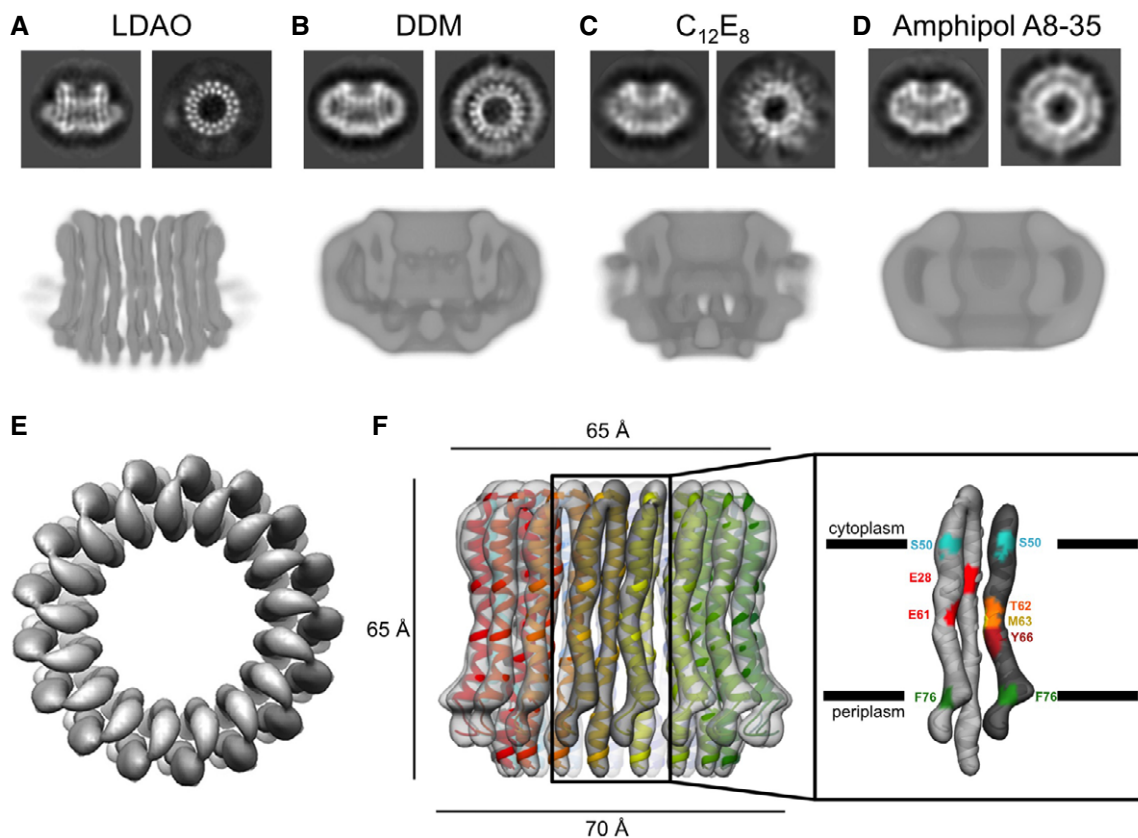 A LDAO B DDM C C₁₂E₈ D Amphipol A8-35
E F
65 Å
65 Å
cytoplasm
S50 S50
E28
E61 T62
M63
Y66
F76 F76
periplasm
70 Å